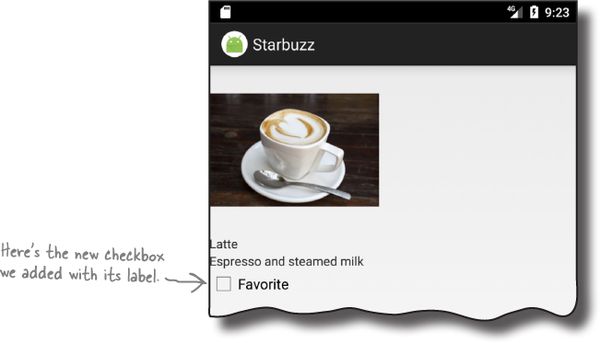 4G 9:23
Starbuzz
Latte
Espresso and steamed milk
Here's the new checkbox
we added with its label.
Favorite